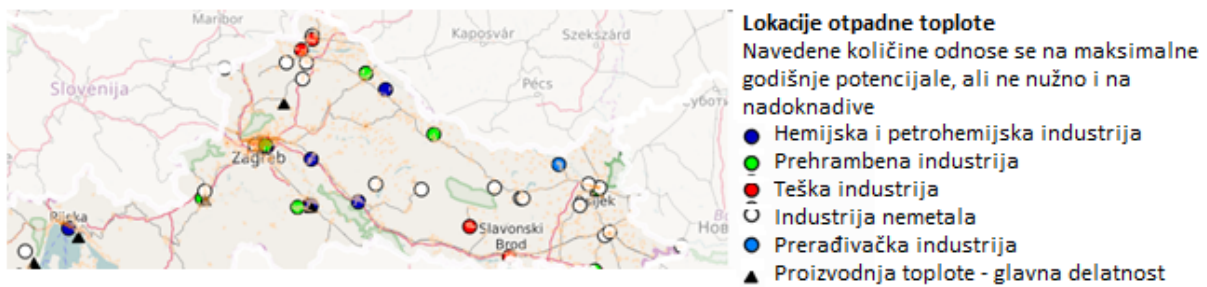 Maribor
Kaposvár
Szekszárd
Slovenija
Pécs
Zagreb
Rijeka
Slavonski
Brod
Lokacije otpadne toplote
Navedene količine odnose se na maksimalne
godišnje potencijale, ali ne nužno i na
nadoknadive
Hemijska i petrohemijska industrija
Prehrambena industrija
Teška industrija
Industrija nemetala
Prerađivačka industrija
Proizvodnja toplote - glavna delatnost